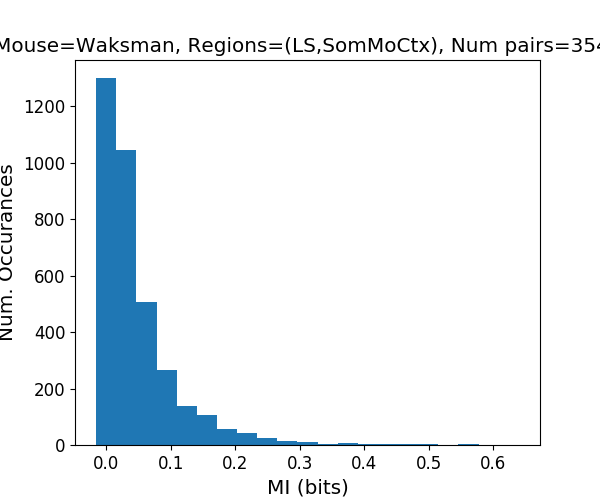 Mouse=Waksman, Regions=(LS,SomMoCtx), Num pairs=354
Num. Occurances
1200
1000
800
600
400
200
0
0.0 0.1 0.2 0.3 0.4 0.5 0.6
MI (bits)